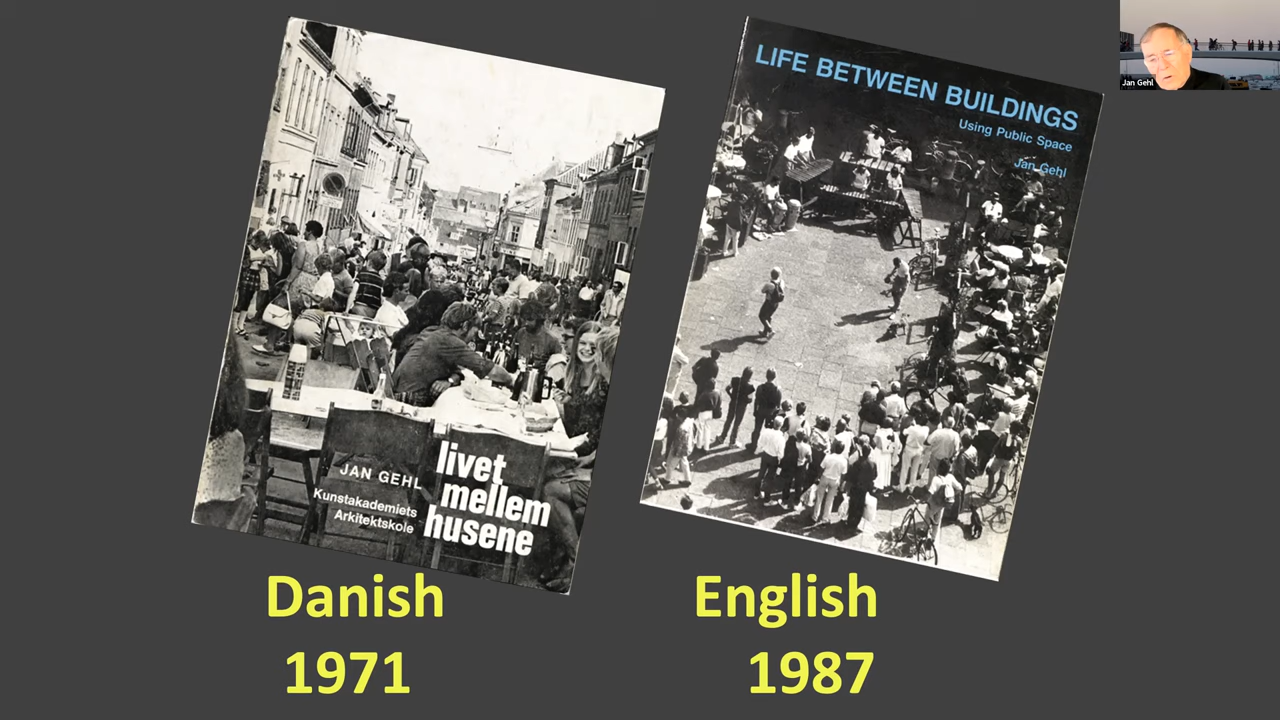 JAN GEHL
Kunstakademiets
Arkitektskole
livet
mellem
husene
LIFE BETWEEN BUILDINGS
Using Public Space
Jan Gehl
Jan Gehl
Danish
1971
English
1987